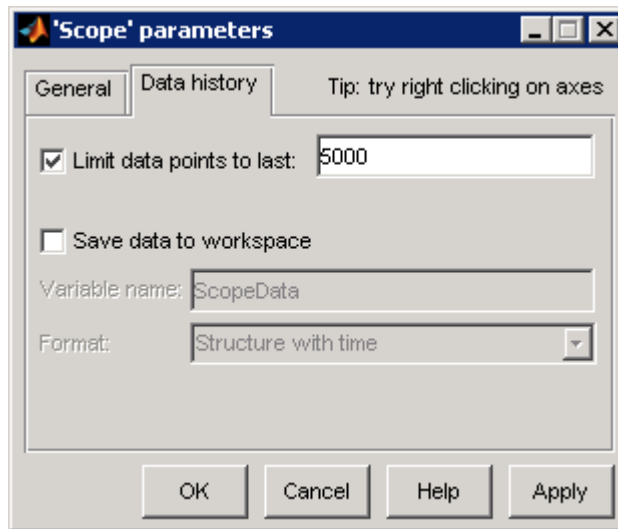 'Scope' parameters
General
Data history
Tip: try right clicking on axes
Limit data points to last: 5000
Save data to workspace
Variable name: ScopeData
Format: Structure with time
OK Cancel Help Apply